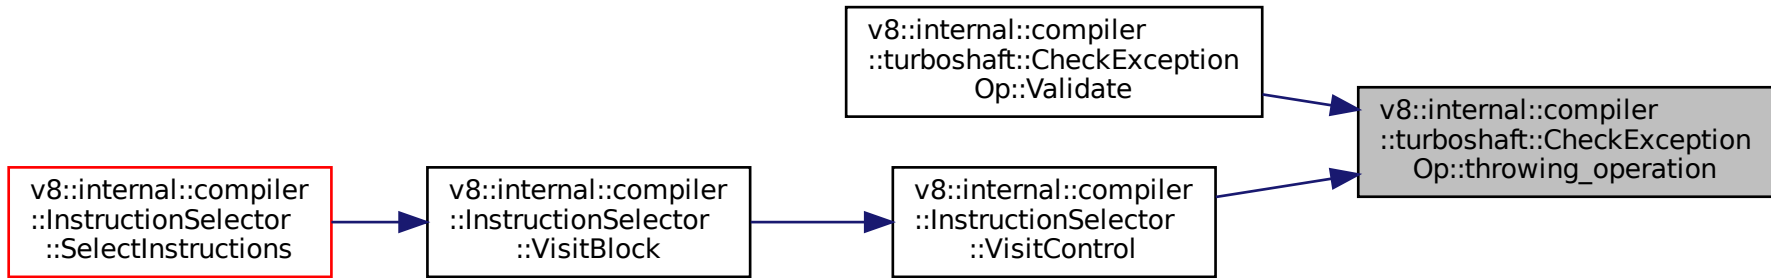 v8::internal::compiler
::turboshaft::CheckException
Op::Validate
v8::internal::compiler
::turboshaft::CheckException
Op::throwing_operation
v8::internal::compiler
::InstructionSelector
::SelectInstructions
v8::internal::compiler
::InstructionSelector
::VisitBlock
v8::internal::compiler
::InstructionSelector
::VisitControl